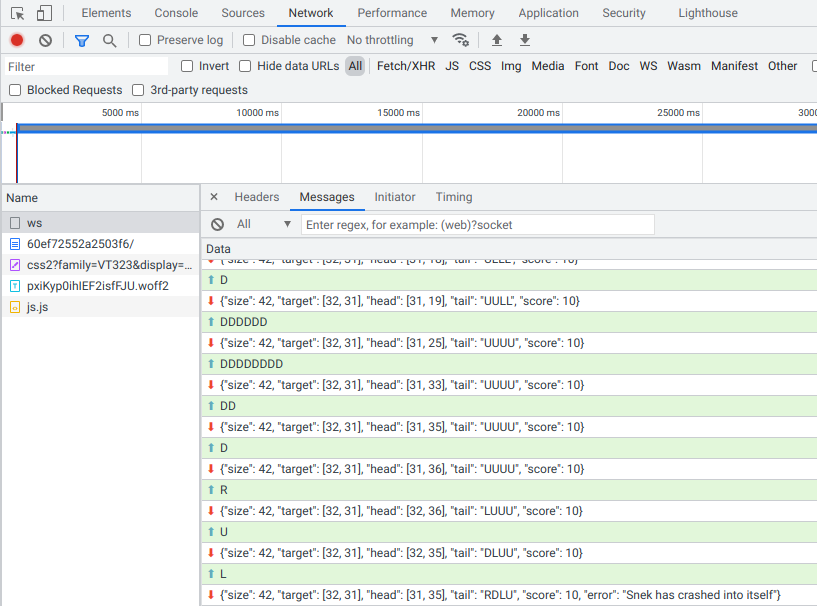 Elements Console Sources Network Performance Memory Application Security Lighthouse
Preserve log Disable cache No throttling
Filter Invert Hide data URLs All Fetch/XHR JS CSS Img Media Font Doc WS Wasm Manifest Other
Blocked Requests 3rd-party requests
5000 ms 10000 ms 15000 ms 20000 ms 25000 ms 3000
Name
ws
60ef72552a2503f6/
css2?family=VT323&display=...
pxiKyp0ihIEF2isfFJU.woff2
js.js
× Headers Messages Initiator Timing
All Enter regex, for example: (web)?socket
Data
D
{"size": 42, "target": [32, 31], "head": [31, 19], "tail": "UULL", "score": 10}
DDDDDD
{"size": 42, "target": [32, 31], "head": [31, 25], "tail": "UUUU", "score": 10}
DDDDDDDD
{"size": 42, "target": [32, 31], "head": [31, 33], "tail": "UUUU", "score": 10}
DD
{"size": 42, "target": [32, 31], "head": [31, 35], "tail": "UUUU", "score": 10}
D
{"size": 42, "target": [32, 31], "head": [31, 36], "tail": "UUUU", "score": 10}
R
{"size": 42, "target": [32, 31], "head": [32, 36], "tail": "LUUU", "score": 10}
U
{"size": 42, "target": [32, 31], "head": [32, 35], "tail": "DLUU", "score": 10}
L
{"size": 42, "target": [32, 31], "head": [31, 35], "tail": "RDLU", "score": 10, "error": "Snek has crashed into itself"}